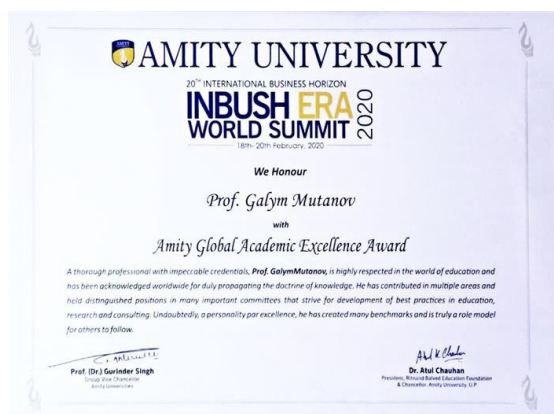 AMITY UNIVERSITY
20TH INTERNATIONAL BUSINESS HORIZON
INBUSH ERA
WORLD SUMMIT 2020
18th- 20th February, 2020
We Honour
Prof. Galym Mutanov
with
Amity Global Academic Excellence Award
A thorough professional with impeccable credentials, Prof. GalymMutanov, is highly respected in the world of education and
has been acknowledged worldwide for duly propagating the doctrine of knowledge. He has contributed in multiple areas and
held distinguished positions in many important committees that strive for development of best practices in education,
research and consulting. Undoubtedly, a personality par excellence, he has created many benchmarks and is truly a role model
for others to follow.
Prof. (Dr.) Gurinder Singh
Group Vice Chancellor
Amity Universities
Dr. Atul Chauhan
President, Ritnand Balved Education Foundation
& Chancellor, Amity University, U.P